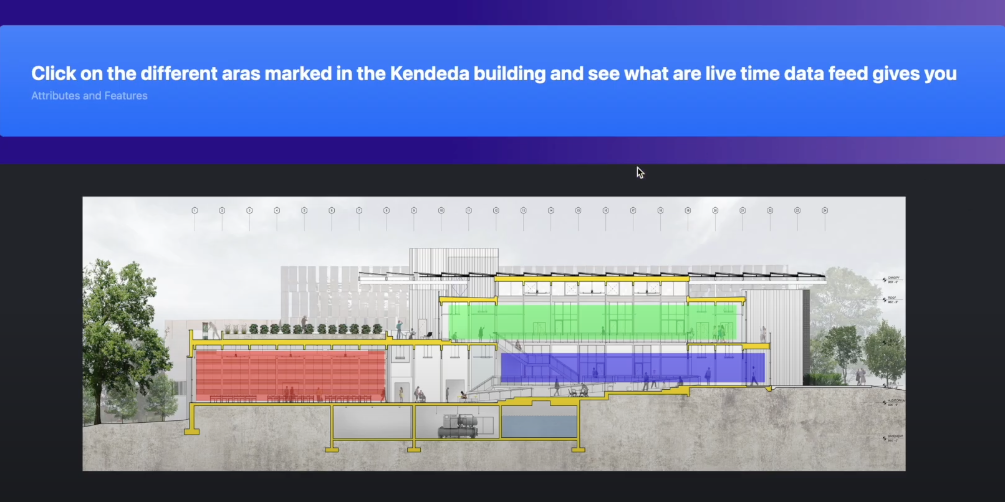 Click on the different aras marked in the Kendeda building and see what are live time data feed gives you
Attributes and Features